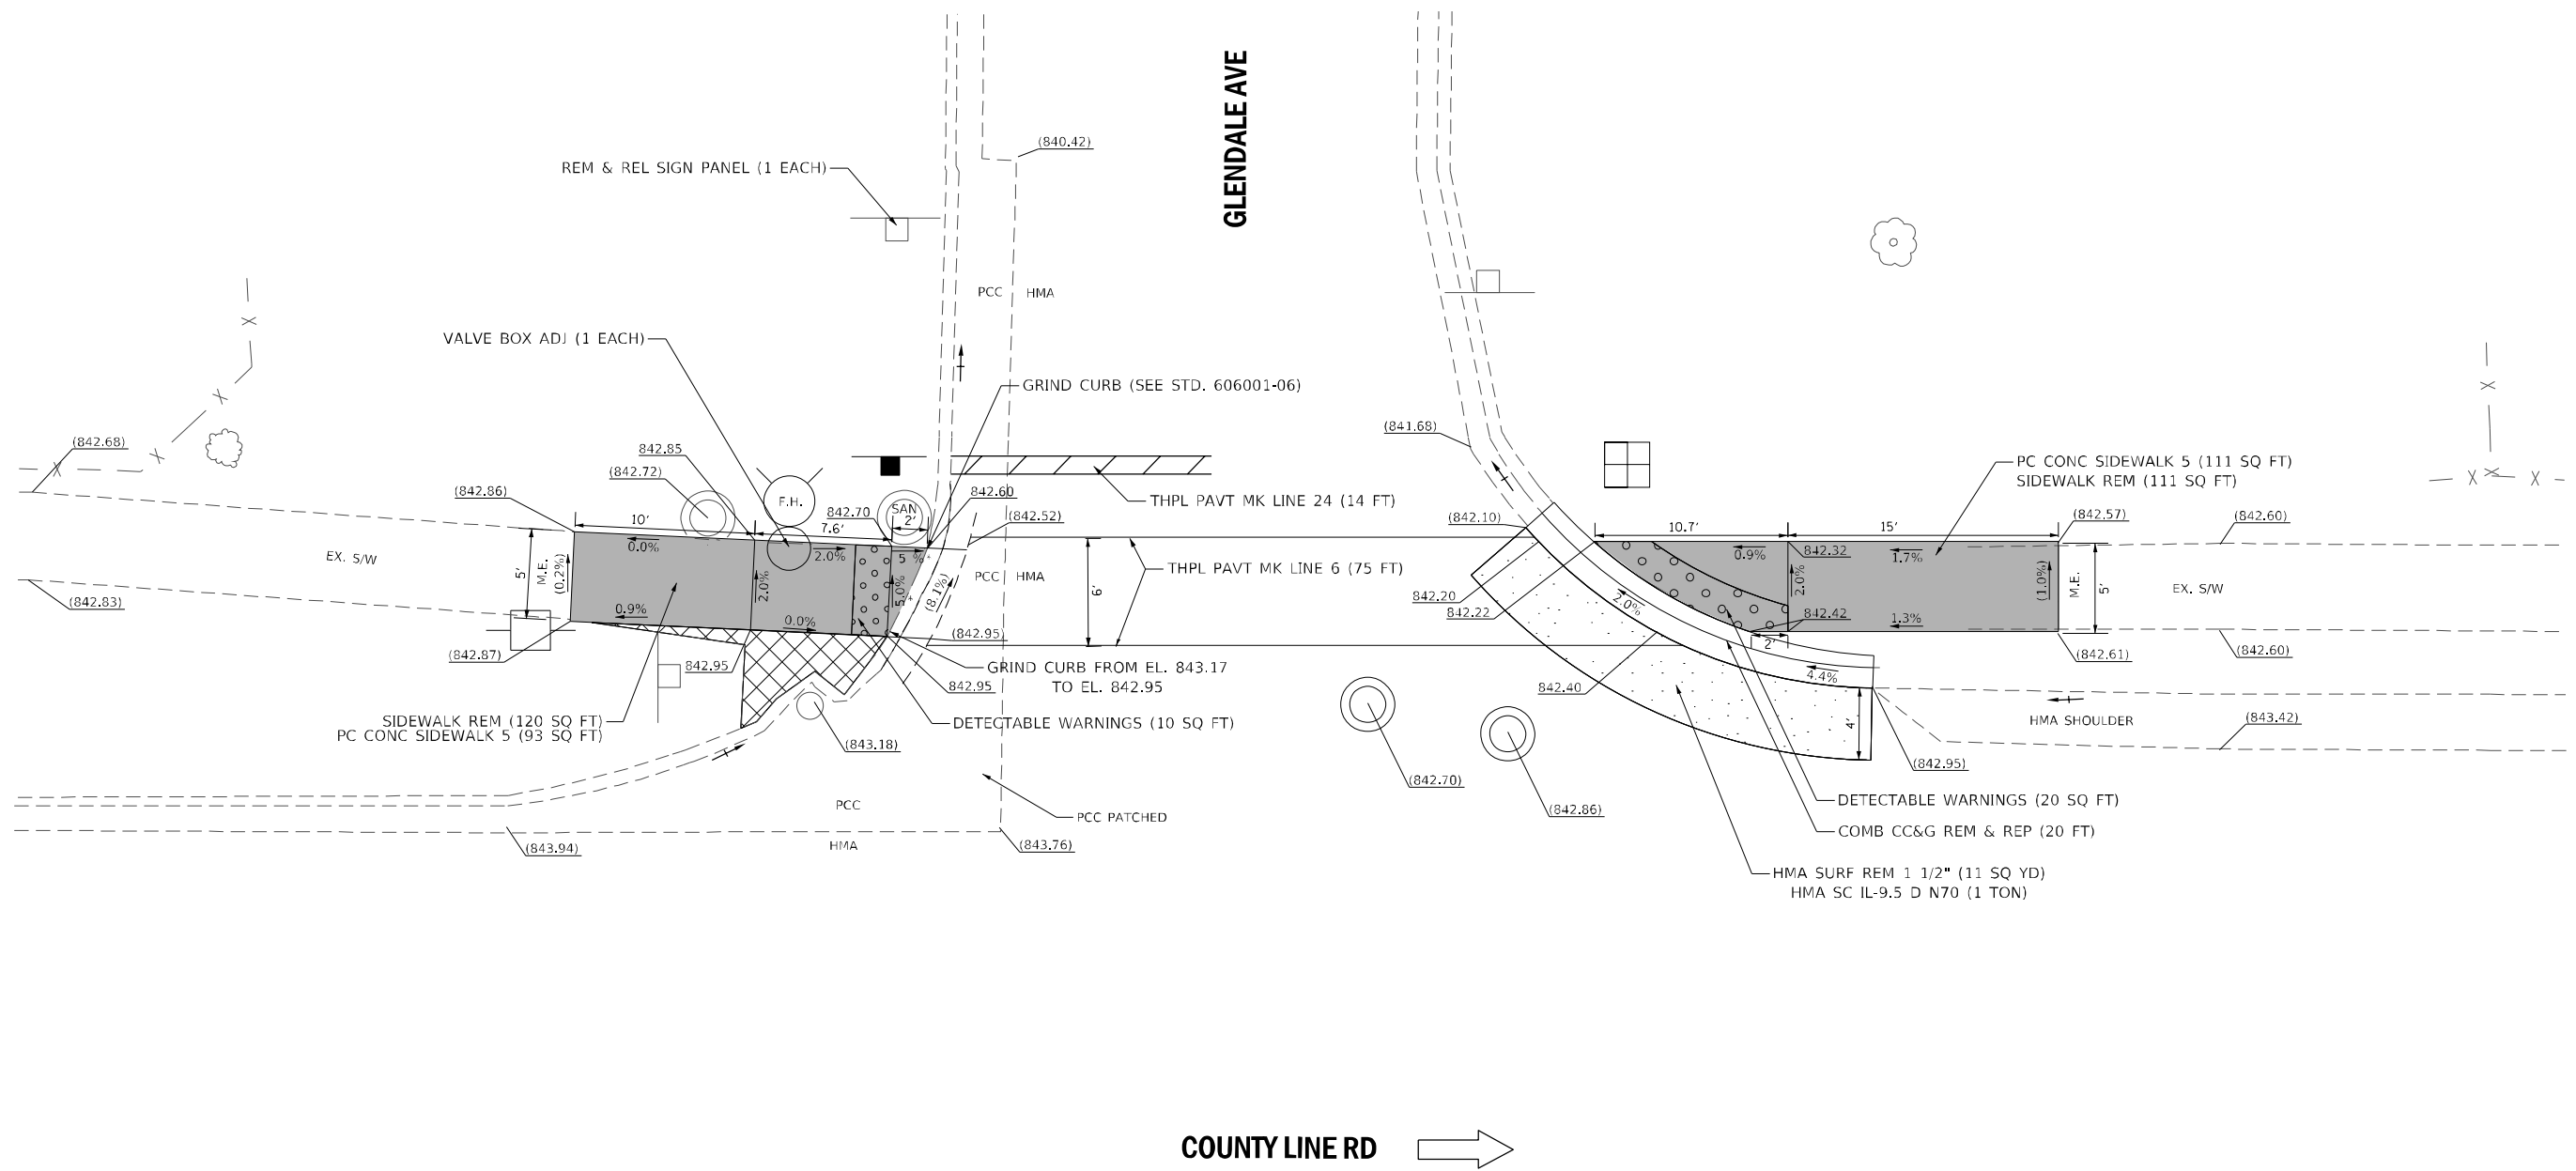 GLENDALE AVE
(840.42)
REM & REL SIGN PANEL (1 EACH)
PCC HMA
VALVE BOX ADJ (1 EACH)
GRIND CURB (SEE STD. 606001-06)
(842.68)
842.85
(842.72)
(842.86)
F.H.
842.70
SAN
2'
842.60
(842.52)
10'
7.6'
0.0%
2.0%
5 %
EX. S/W
5'
M.E.
(0.2%)
2.0%
5.0%
(8.1%)
PCC HMA
6'
THPL PAVT MK LINE 24 (14 FT)
THPL PAVT MK LINE 6 (75 FT)
(842.83)
0.9%
0.0%
(842.95)
(842.87)
842.95
GRIND CURB FROM EL. 843.17
TO EL. 842.95
842.95
SIDEWALK REM (120 SQ FT)
PC CONC SIDEWALK 5 (93 SQ FT)
DETECTABLE WARNINGS (10 SQ FT)
(843.18)
PCC
PCC PATCHED
HMA
(843.94)
(843.76)
(841.68)
(842.10)
PC CONC SIDEWALK 5 (111 SQ FT)
SIDEWALK REM (111 SQ FT)
10.7'
15'
(842.57)
(842.60)
0.9%
842.32
1.7%
2.0%
(1.0%)
M.E.
5'
EX. S/W
842.20
842.22
2.0%
842.42
1.3%
2'
(842.61)
(842.60)
842.40
4.4%
4'
HMA SHOULDER
(843.42)
(842.95)
(842.70)
(842.86)
DETECTABLE WARNINGS (20 SQ FT)
COMB CC&G REM & REP (20 FT)
HMA SURF REM 1 1/2" (11 SQ YD)
HMA SC IL-9.5 D N70 (1 TON)
COUNTY LINE RD